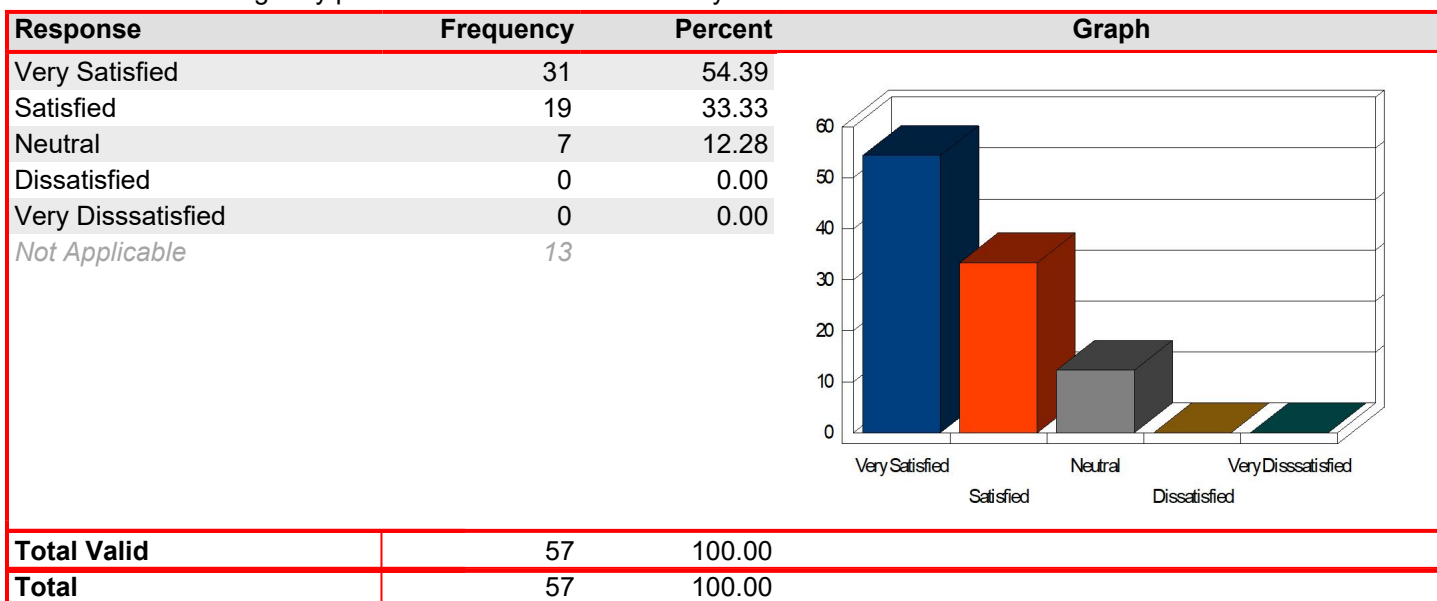 Response Frequency Percent Graph
Very Satisfied 31 54.39
Satisfied 19 33.33
Neutral 7 12.28
Dissatisfied 0 0.00
Very Disssatisfied 0 0.00
Not Applicable 13
60
50
40
30
20
10
0
Very Satisfied Neutral Very Disssatisfied
Satisfied Dissatisfied
Total Valid 57 100.00
Total 57 100.00